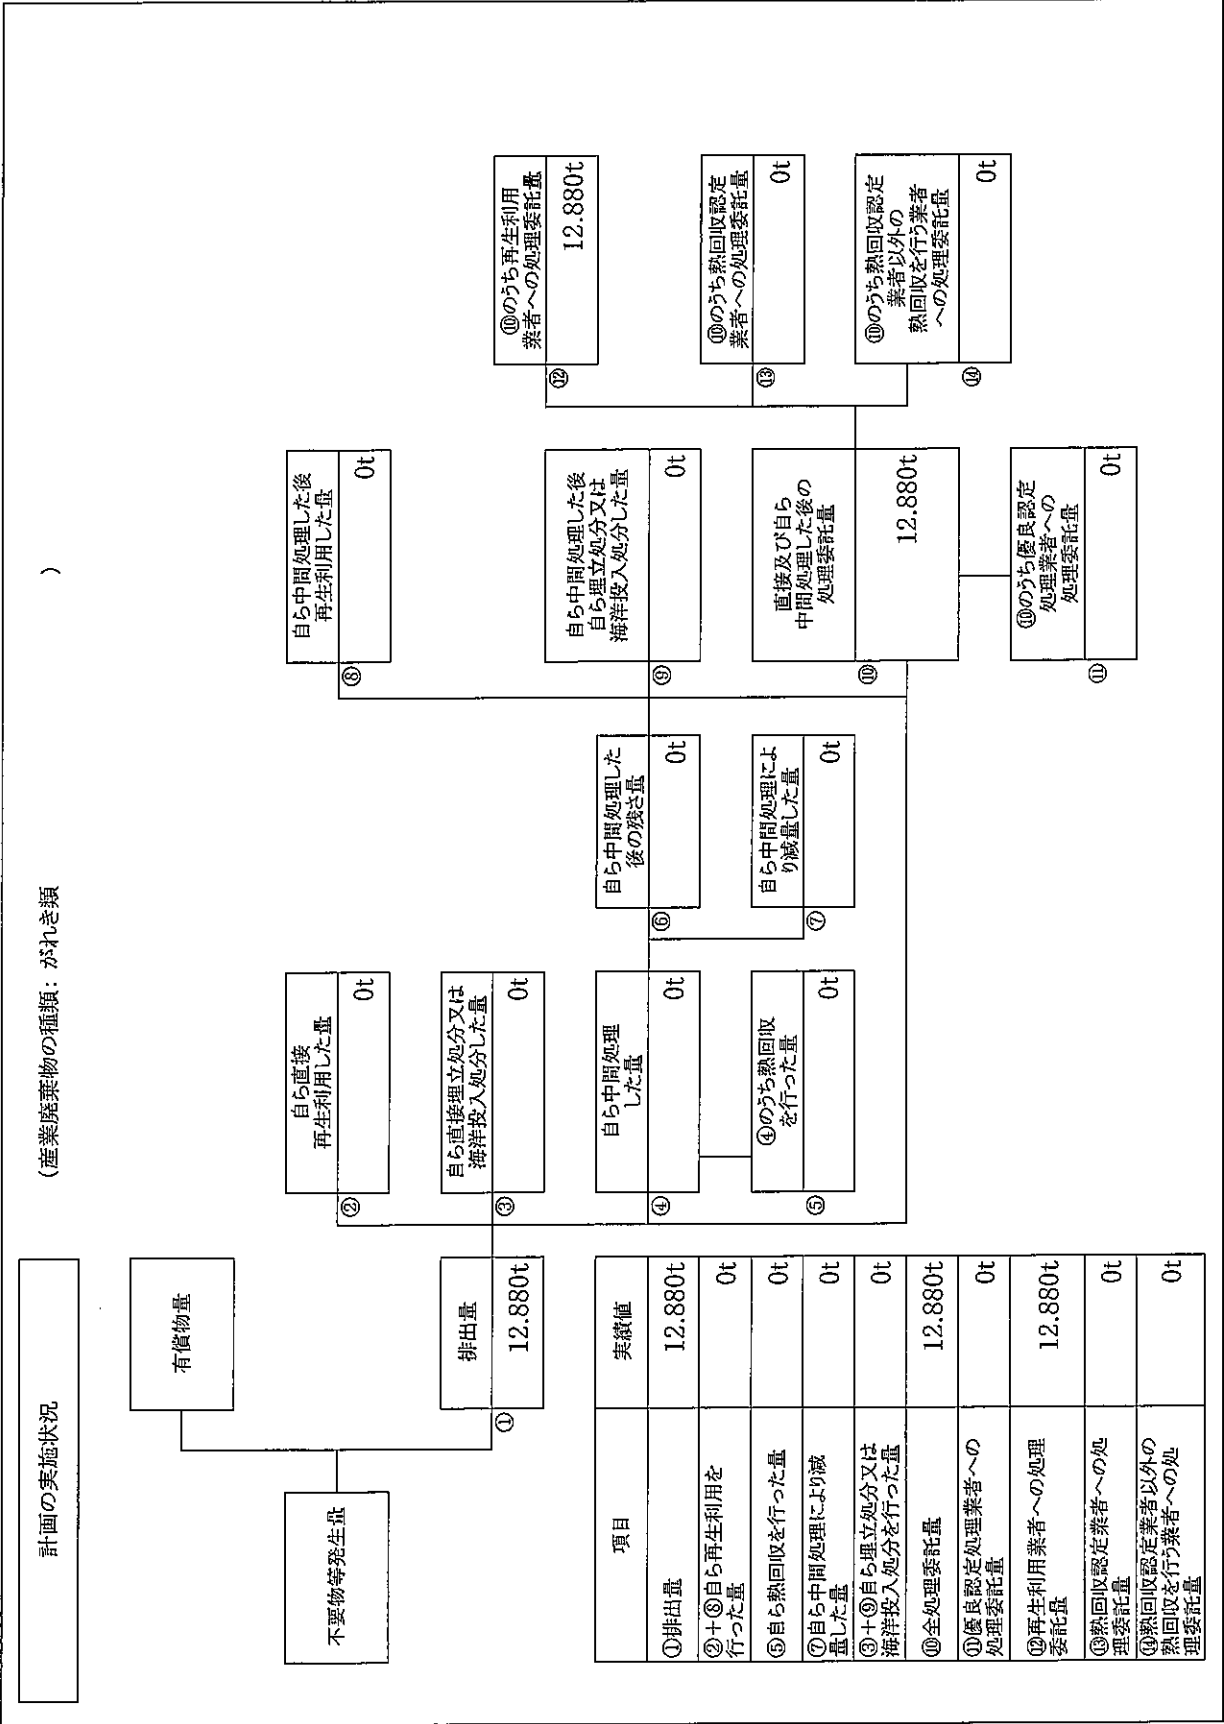 計画の実施状況
（産業廃棄物の種類：がれき類　　　）
不要物等発生量
有償物量
①
排出量
12.880t
②
自ら直接
再生利用した量
0t
③
自ら直接埋立処分又は
海洋投入処分した量
0t
④
自ら中間処理
した量
0t
⑤
④のうち熱回収
を行った量
0t
⑥
自ら中間処理した
後の残さ量
0t
⑦
自ら中間処理によ
り減量した量
0t
⑧
自ら中間処理した後
再生利用した量
0t
⑨
自ら中間処理した後
自ら埋立処分又は
海洋投入処分した量
0t
⑩
直接及び自ら
中間処理した後の
処理委託量
12.880t
⑪
⑩のうち優良認定
処理業者への
処理委託量
0t
⑫
⑩のうち再生利用
業者への処理委託量
12.880t
⑬
⑩のうち熱回収認定
業者への処理委託量
0t
⑭
⑩のうち熱回収認定
業者以外の
熱回収を行う業者
への処理委託量
0t
項目
実績値
①排出量
12.880t
②＋⑧自ら再生利用を
行った量
0t
⑤自ら熱回収を行った量
0t
⑦自ら中間処理により減
量した量
0t
③＋⑨自ら埋立処分又は
海洋投入処分を行った量
0t
⑩全処理委託量
12.880t
⑪優良認定処理業者への
処理委託量
0t
⑫再生利用業者への処理
委託量
12.880t
⑬熱回収認定業者への処
理委託量
0t
⑭熱回収認定業者以外の
熱回収を行う業者への処
理委託量
0t